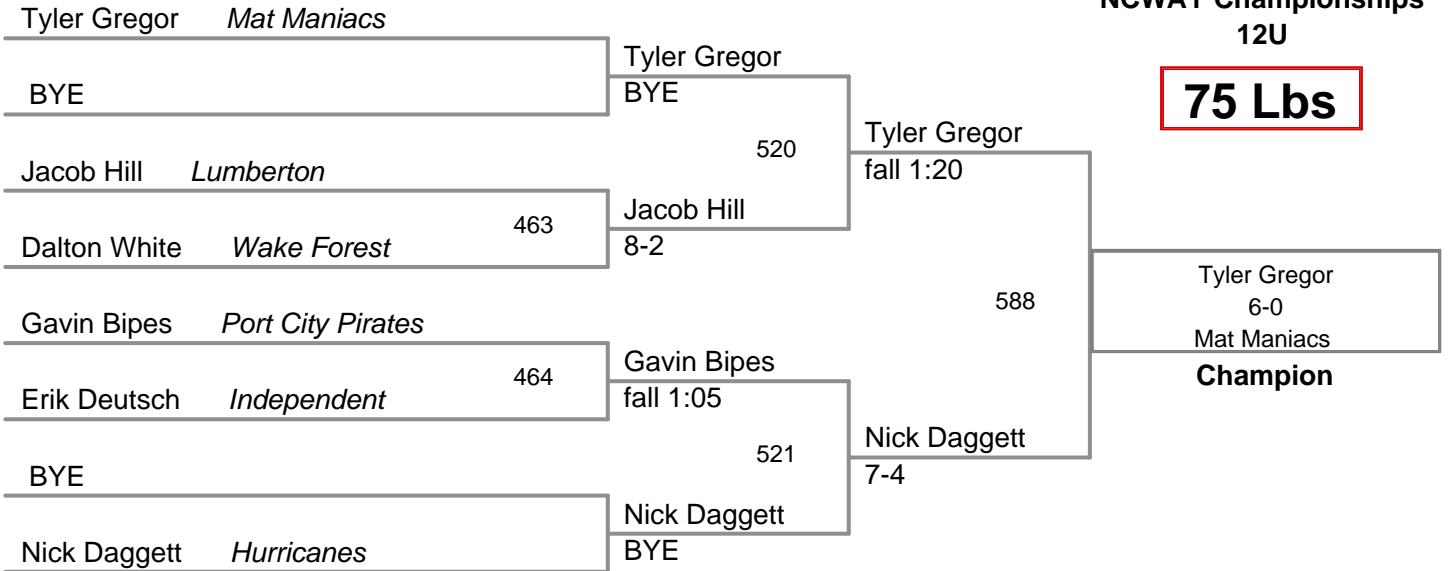 NCWAY Championships
12U
75 Lbs
Tyler Gregor Mat Maniacs
BYE
Jacob Hill Lumberton
Dalton White Wake Forest
463
Gavin Bipes Port City Pirates
Erik Deutsch Independent
464
BYE
Nick Daggett Hurricanes
Tyler Gregor
BYE
520
Jacob Hill
8-2
Gavin Bipes
fall 1:05
521
Nick Daggett
BYE
Tyler Gregor
fall 1:20
588
Nick Daggett
7-4
Tyler Gregor
6-0
Mat Maniacs
Champion